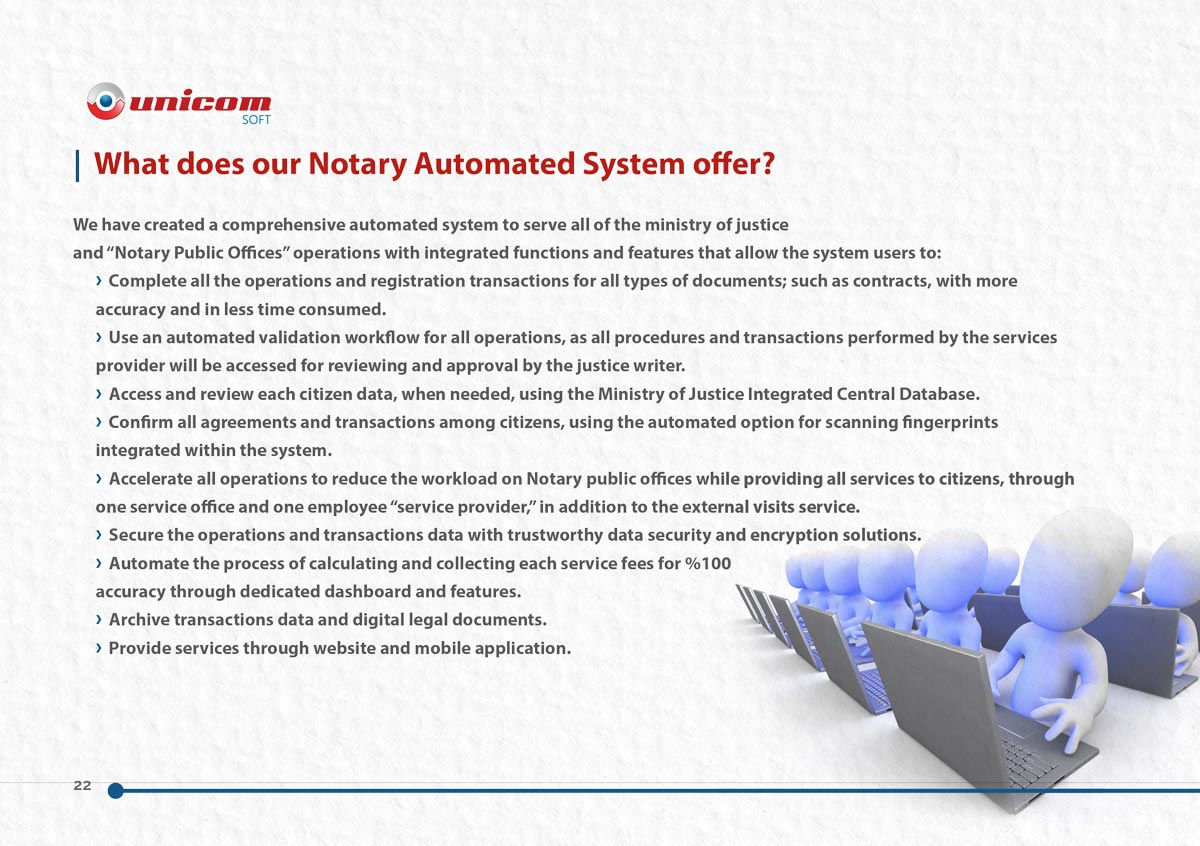 unicom
SOFT
What does our Notary Automated System offer?
We have created a comprehensive automated system to serve all of the ministry of justice
and “Notary Public Offices” operations with integrated functions and features that allow the system users to:
› Complete all the operations and registration transactions for all types of documents; such as contracts, with more
accuracy and in less time consumed.
› Use an automated validation workflow for all operations, as all procedures and transactions performed by the services
provider will be accessed for reviewing and approval by the justice writer.
› Access and review each citizen data, when needed, using the Ministry of Justice Integrated Central Database.
› Confirm all agreements and transactions among citizens, using the automated option for scanning fingerprints
integrated within the system.
› Accelerate all operations to reduce the workload on Notary public offices while providing all services to citizens, through
one service office and one employee “service provider,” in addition to the external visits service.
› Secure the operations and transactions data with trustworthy data security and encryption solutions.
› Automate the process of calculating and collecting each service fees for %100
accuracy through dedicated dashboard and features.
› Archive transactions data and digital legal documents.
› Provide services through website and mobile application.
22